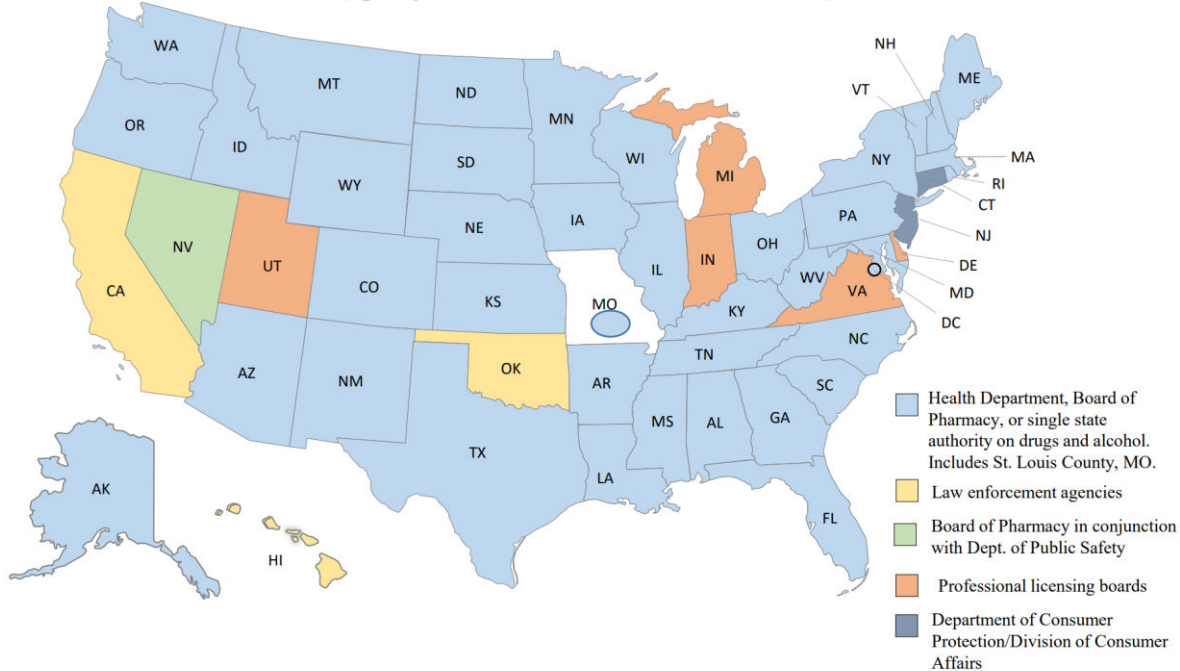 WA
MT
ND
MN
OR
ID
SD
WI
WY
NE
IA
MI
NY
NH
VT
ME
MA
RI
CT
NJ
DE
MD
DC
PA
OH
IN
IL
WV
VA
KY
NC
TN
SC
NV
UT
CA
CO
KS
MO
AZ
NM
OK
AR
TX
LA
MS
AL
GA
FL
AK
HI
Health Department, Board of
Pharmacy, or single state
authority on drugs and alcohol.
Includes St. Louis County, MO.
Law enforcement agencies
Board of Pharmacy in conjunction
with Dept. of Public Safety
Professional licensing boards
Department of Consumer
Protection/Division of Consumer
Affairs